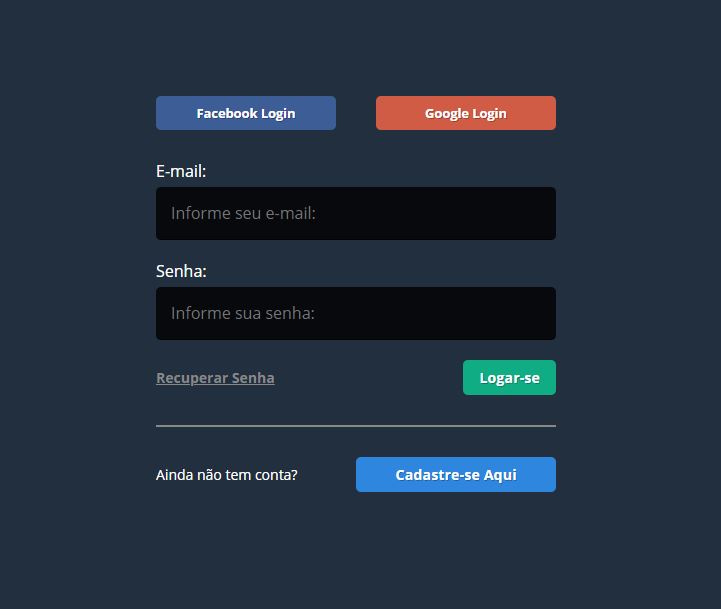 Facebook Login
Google Login
E-mail:
Informe seu e-mail:
Senha:
Informe sua senha:
Recuperar Senha
Logar-se
Ainda não tem conta?
Cadastre-se Aqui